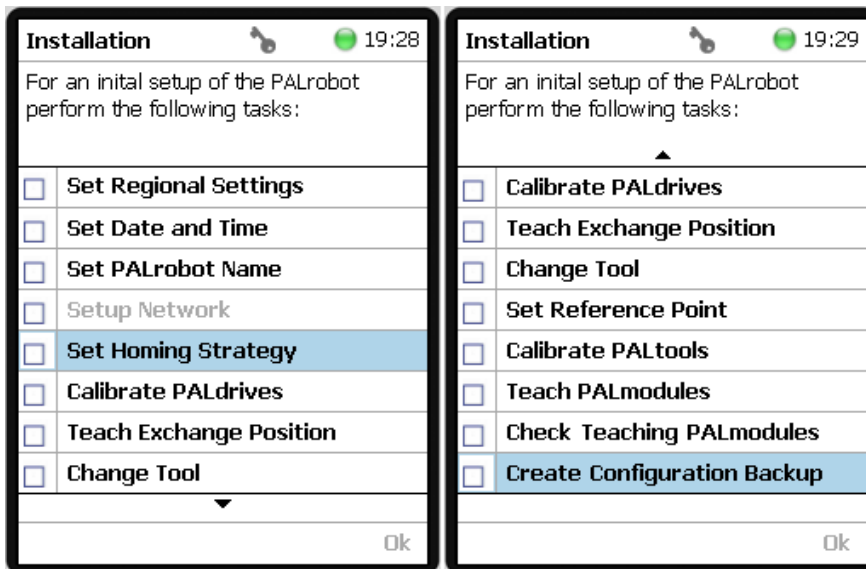 Installation 19:28
For an inital setup of the PALrobot
perform the following tasks:
Set Regional Settings
Set Date and Time
Set PALrobot Name
Setup Network
Set Homing Strategy
Calibrate PALdrives
Teach Exchange Position
Change Tool
Ok
Installation 19:29
For an inital setup of the PALrobot
perform the following tasks:
Calibrate PALdrives
Teach Exchange Position
Change Tool
Set Reference Point
Calibrate PALtools
Teach PALmodules
Check Teaching PALmodules
Create Configuration Backup
Ok